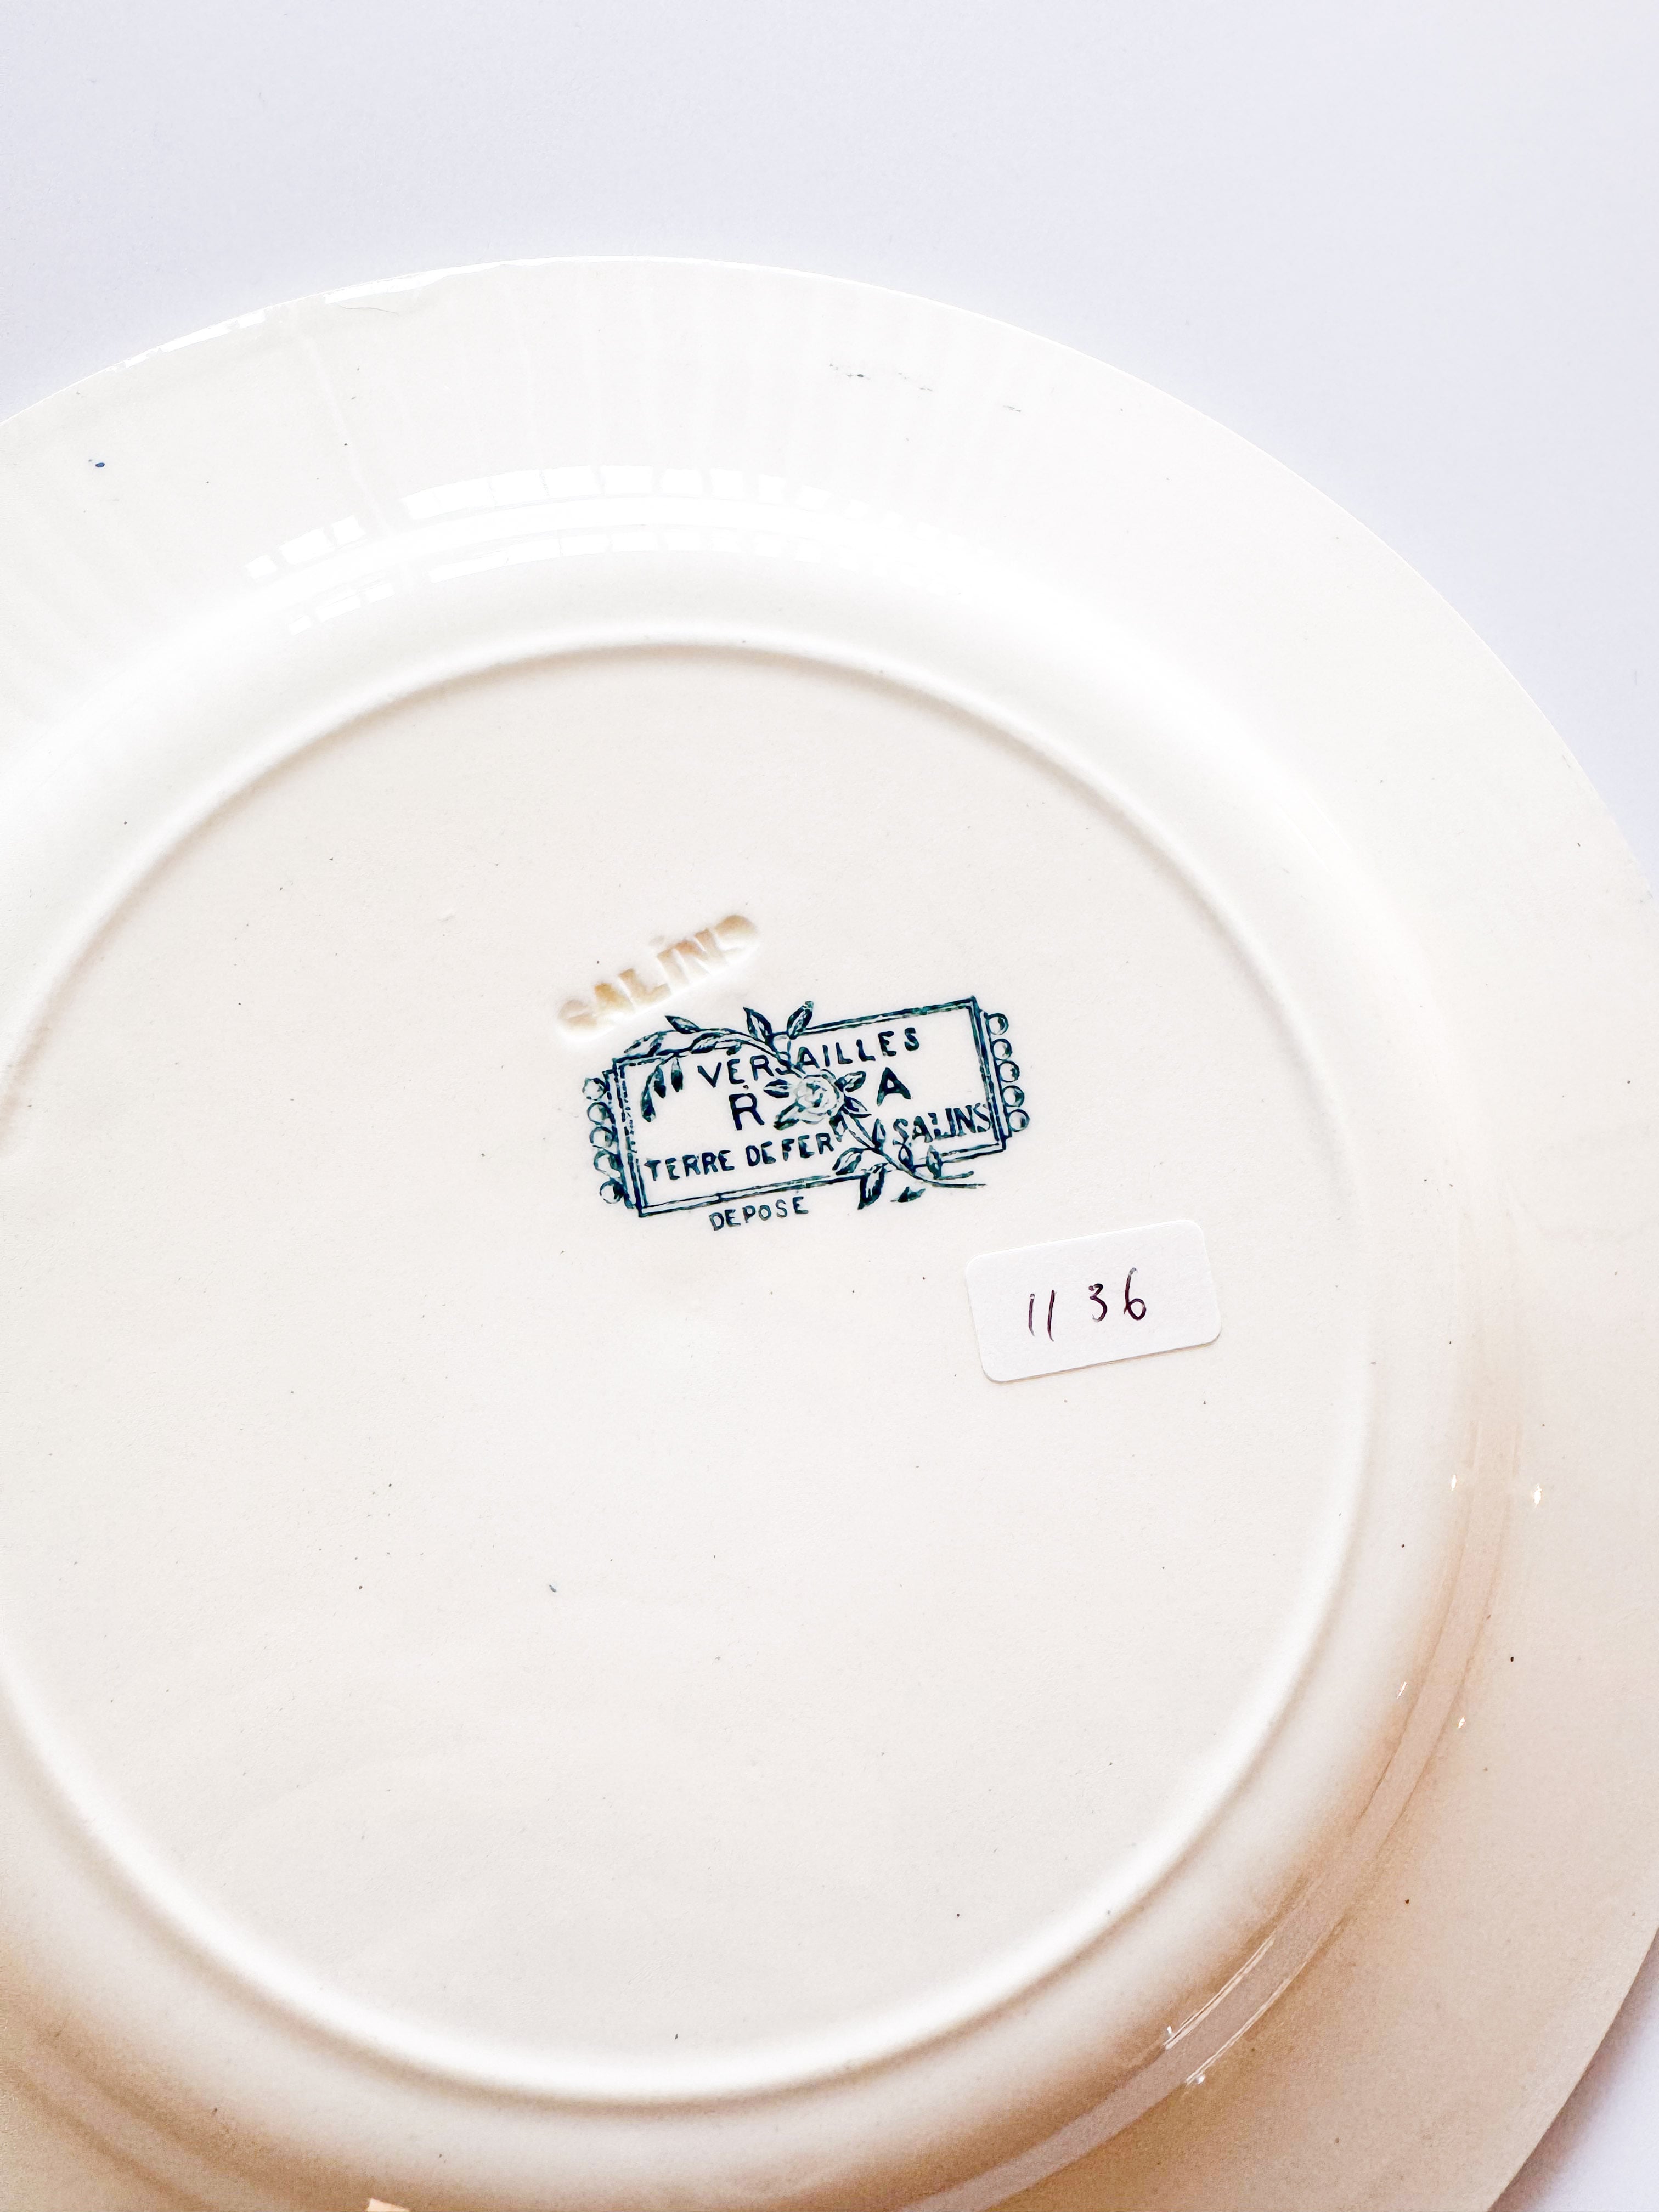 SALINS
VERSAILLES
R A
TERRE DE FER SALINS
DEPOSE
1136